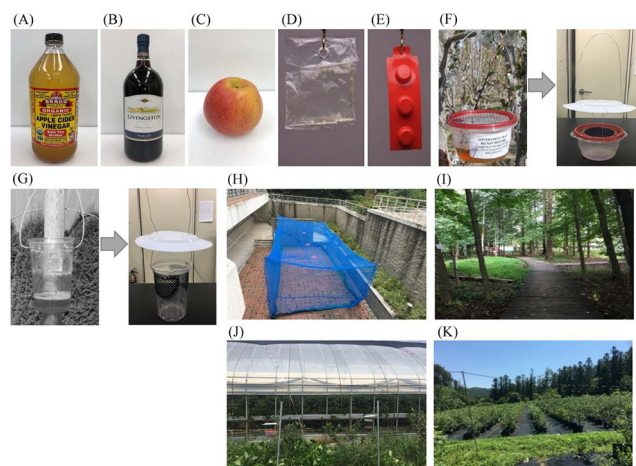 (A)
(B)
(C)
(D)
(E)
(F)
BRAGG
ORGANIC
APPLE CIDER
VINEGAR
LIVINGSTON
(G)
(H)
(I)
(J)
(K)